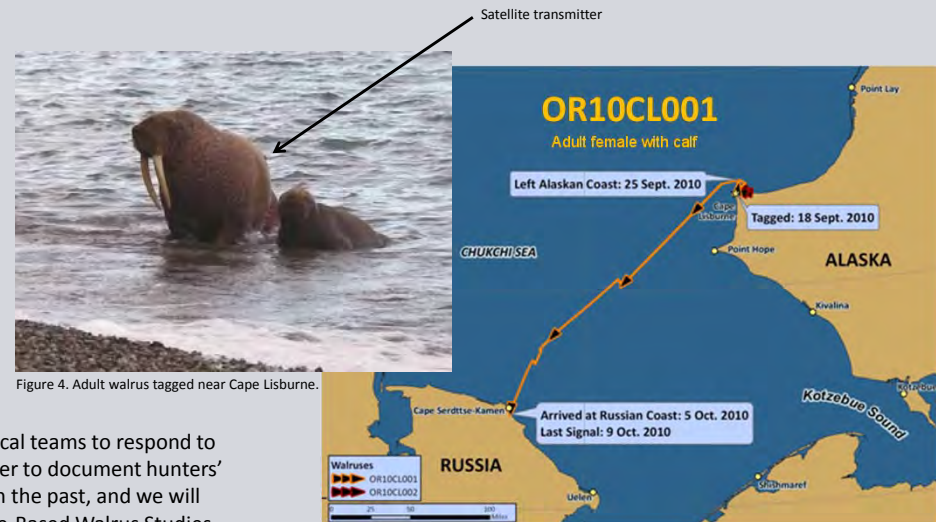 Satellite transmitter
OR10CL001
Adult female with calf
Point Lay
Left Alaskan Coast: 25 Sept. 2010
Cape
Lisburne
Tagged: 18 Sept. 2010
CHUKCHI SEA
Point Hope
ALASKA
Kivalina
Figure 4. Adult walrus tagged near Cape Lisburne.
Kotzebue
Kotzebue Sound
Cape Serdtse-Kamen
Arrived at Russian Coast: 5 Oct. 2010
Last Signal: 9 Oct. 2010
cal teams to respond to
er to document hunters’
n the past, and we will
-Based Walrus Studies
RUSSIA
Walruses
OR10CL001
OR10CL002
0 25 50 100
Miles
Uelen
Shishmaref